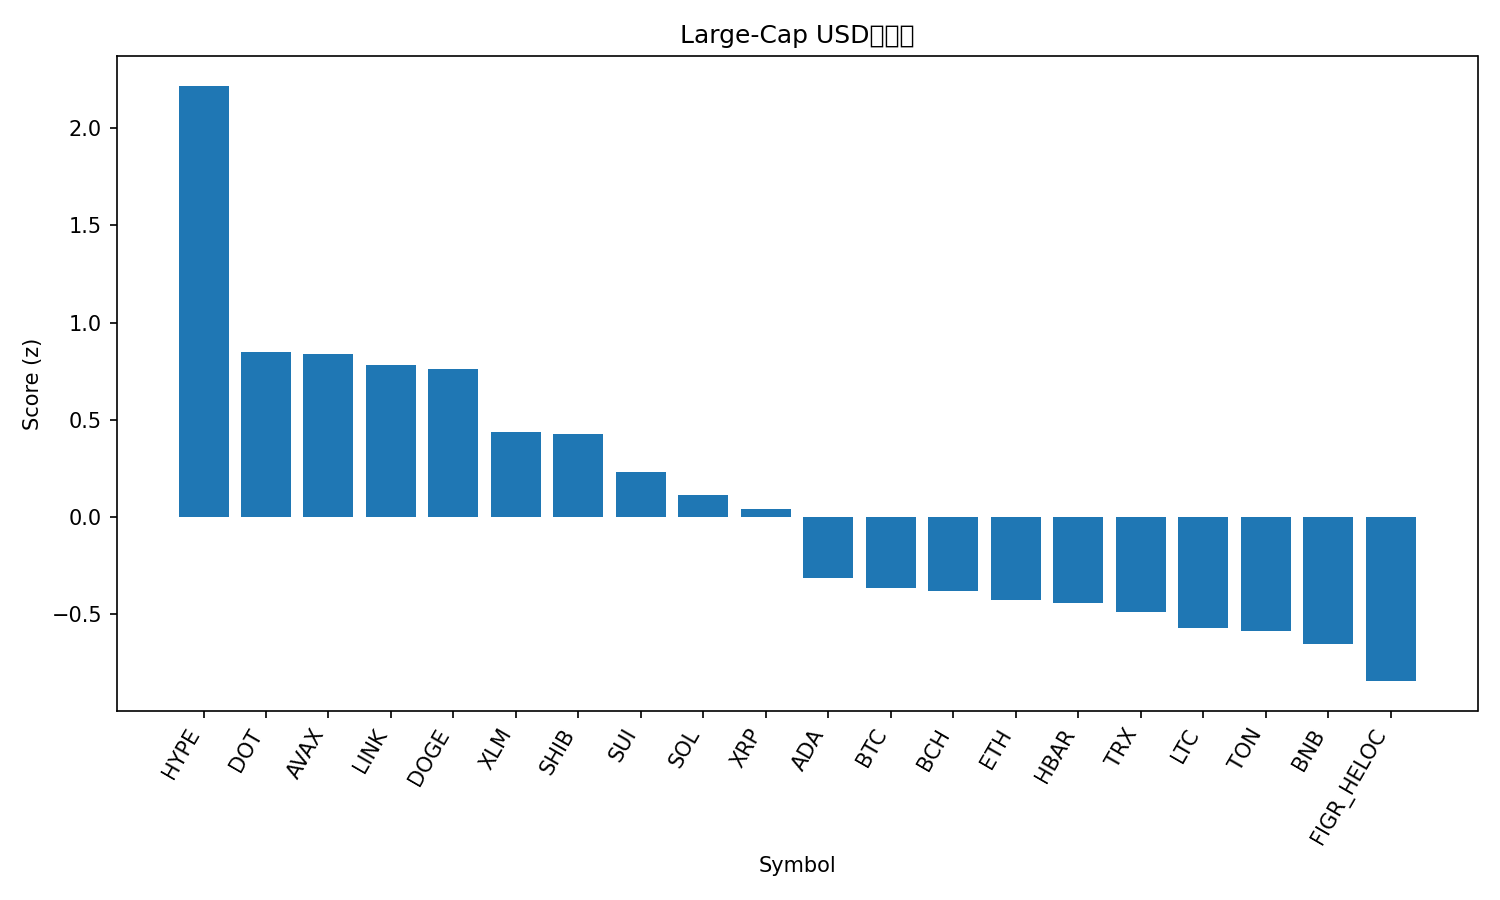 Large-Cap USD
Score (z)
2.0
1.5
1.0
0.5
0.0
−0.5
HYPE
DOT
AVAX
LINK
DOGE
XLM
SHIB
SUI
SOL
XRP
ADA
BTC
BCH
ETH
HBAR
TRX
LTC
TON
BNB
FIGR_HELOC
Symbol